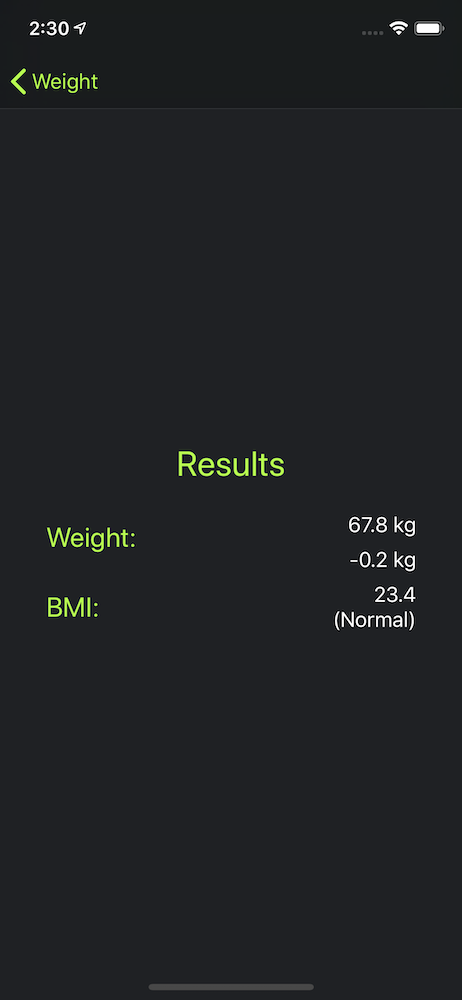 2:30
Weight
Results
Weight:
67.8 kg
-0.2 kg
BMI:
23.4
(Normal)